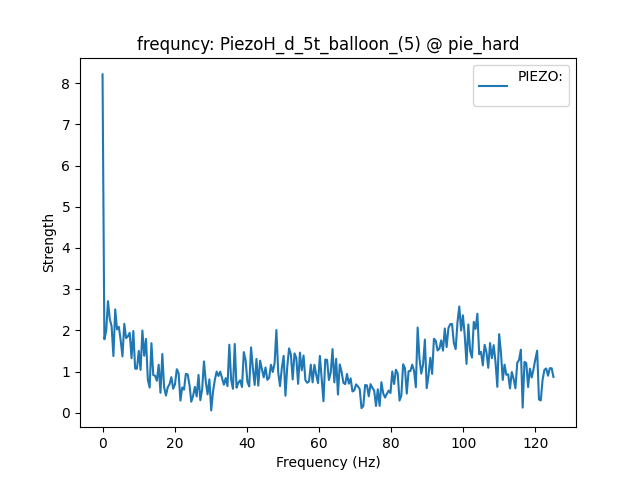 frequncy: PiezoH_d_5t_balloon_(5) @ pie_hard
PIEZO:
8
7
6
5
4
3
2
1
0
Strength
0 20 40 60 80 100 120
Frequency (Hz)